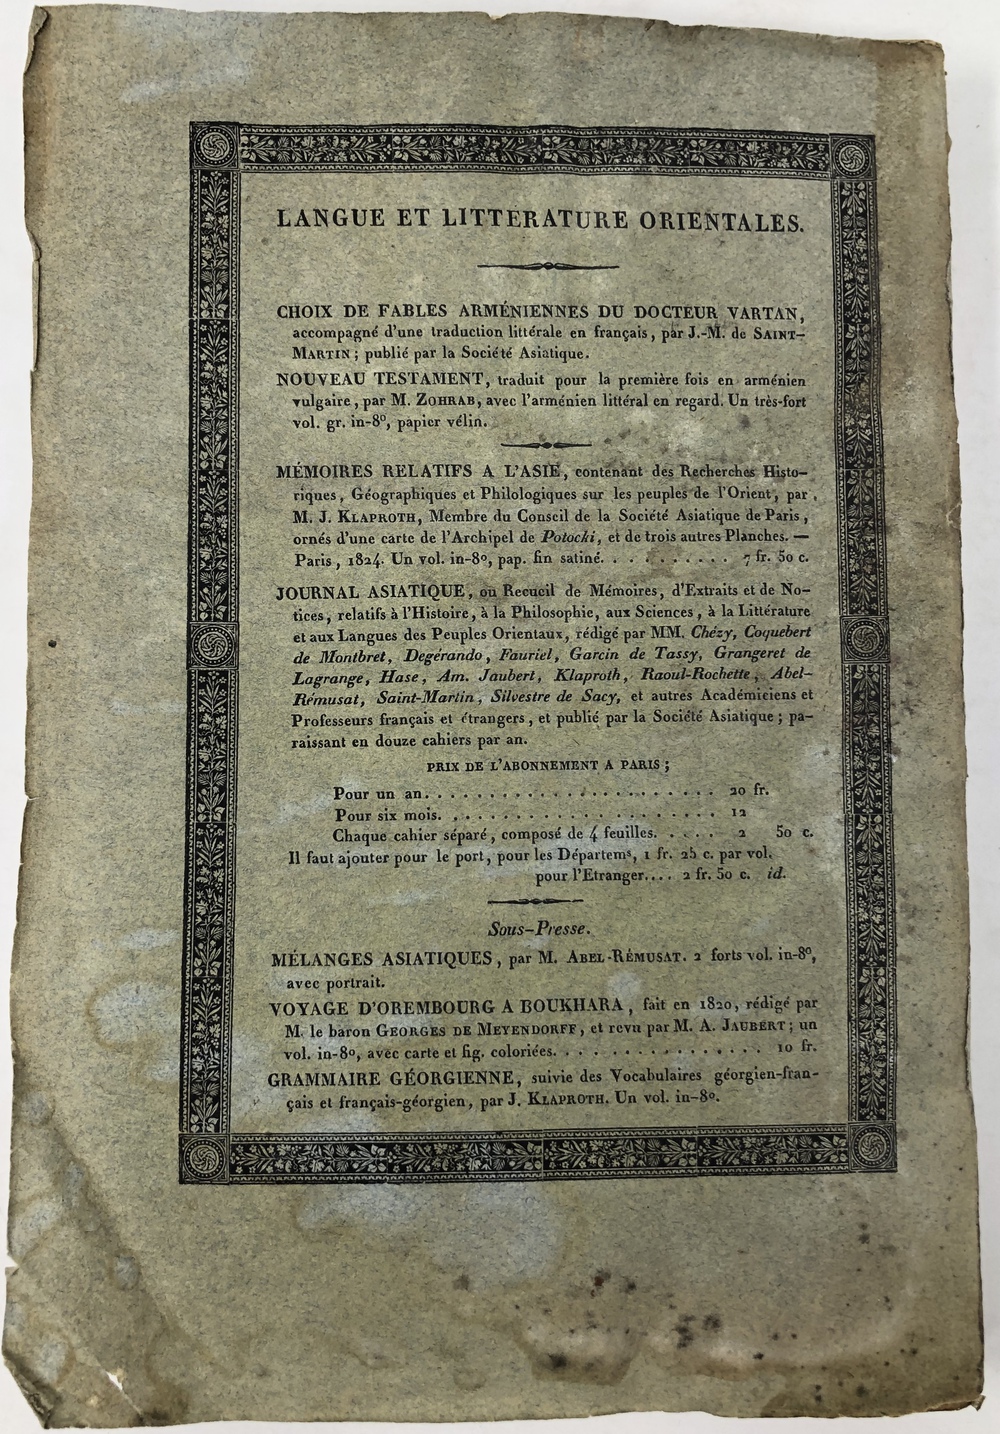 LANGUE ET LITTERATURE ORIENTALES.
CHOIX DE FABLES ARMÉNIENNES DU DOCTEUR VARTAN,
accompagné d'une traduction littérale en français, par J.-M. de SAINT-
MARTIN; publié par la Société Asiatique.
NOUVEAU TESTAMENT, traduit pour la première fois en arménien
vulgaire, par M. ZOHRAB, avec l'arménien littéral en regard. Un très-fort
vol. gr. in-8º, papier vélin.
MÉMOIRES RELATIFS A L'ASIE, contenant des Recherches Histo-
riques, Géographiques et Philologiques sur les peuples de l'Orient, par
M. J. KLAPROTH, Membre du Conseil de la Société Asiatique de Paris,
ornés d'une carte de l'Archipel de Potocki, et de trois autres Planches. —
Paris, 1824. Un vol. in-8º, pap. fin satiné. . . . . . . . . . 7 fr. 50 c.
JOURNAL ASIATIQUE, ou Recueil de Mémoires, d'Extraits et de No-
tices, relatifs à l'Histoire, à la Philosophie, aux Sciences, à la Littérature
et aux Langues des Peuples Orientaux, rédigé par MM. Chézy, Coquebert
de Montbret, Degérando, Fauriel, Garcin de Tassy, Grangeret de
Lagrange, Hase, Am. Jaubert, Klaproth, Raoul-Rochette, Abel-
Rémusat, Saint-Martin, Silvestre de Sacy, et autres Académiciens et
Professeurs français et étrangers, et publié par la Société Asiatique; pa-
raissant en douze cahiers par an.
PRIX DE L'ABONNEMENT A PARIS;
Pour un an. . . . . . . . . . . . . . . . . . . . . . . 20 fr.
Pour six mois. . . . . . . . . . . . . . . . . . . . . 12
Chaque cahier séparé, composé de 4 feuilles. . . . . 2 50 c.
Il faut ajouter pour le port, pour les Départemˢ, 1 fr. 25 c. par vol.
pour l'Etranger.... 2 fr. 50 c. id.
Sous-Presse.
MÉLANGES ASIATIQUES, par M. ABEL-RÉMUSAT. 2 forts vol. in-8º,
avec portrait.
VOYAGE D'OREMBOURG A BOUKHARA, fait en 1820, rédigé par
M. le baron GEORGES DE MEYENDORFF, et revu par M. A. JAUBERT; un
vol. in-8º, avec carte et fig. coloriées. . . . . . . . . . . . . . . 10 fr.
GRAMMAIRE GÉORGIENNE, suivie des Vocabulaires géorgien-fran-
çais et français-géorgien, par J. KLAPROTH. Un vol. in-8º.